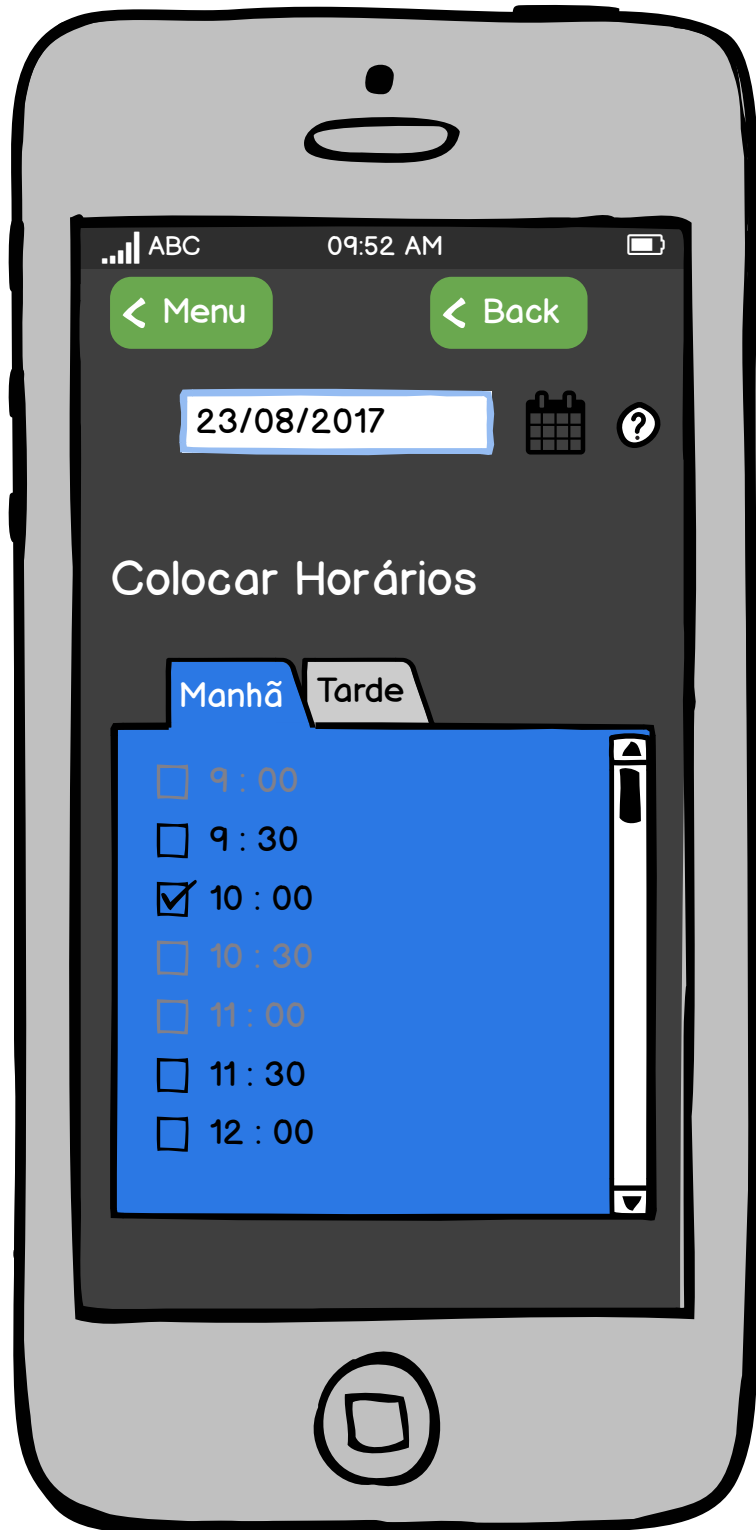 ABC 09:52 AM
Menu Back
23/08/2017
?
Colocar Horários
Manhã Tarde
9 : 00
9 : 30
10 : 00
10 : 30
11 : 00
11 : 30
12 : 00